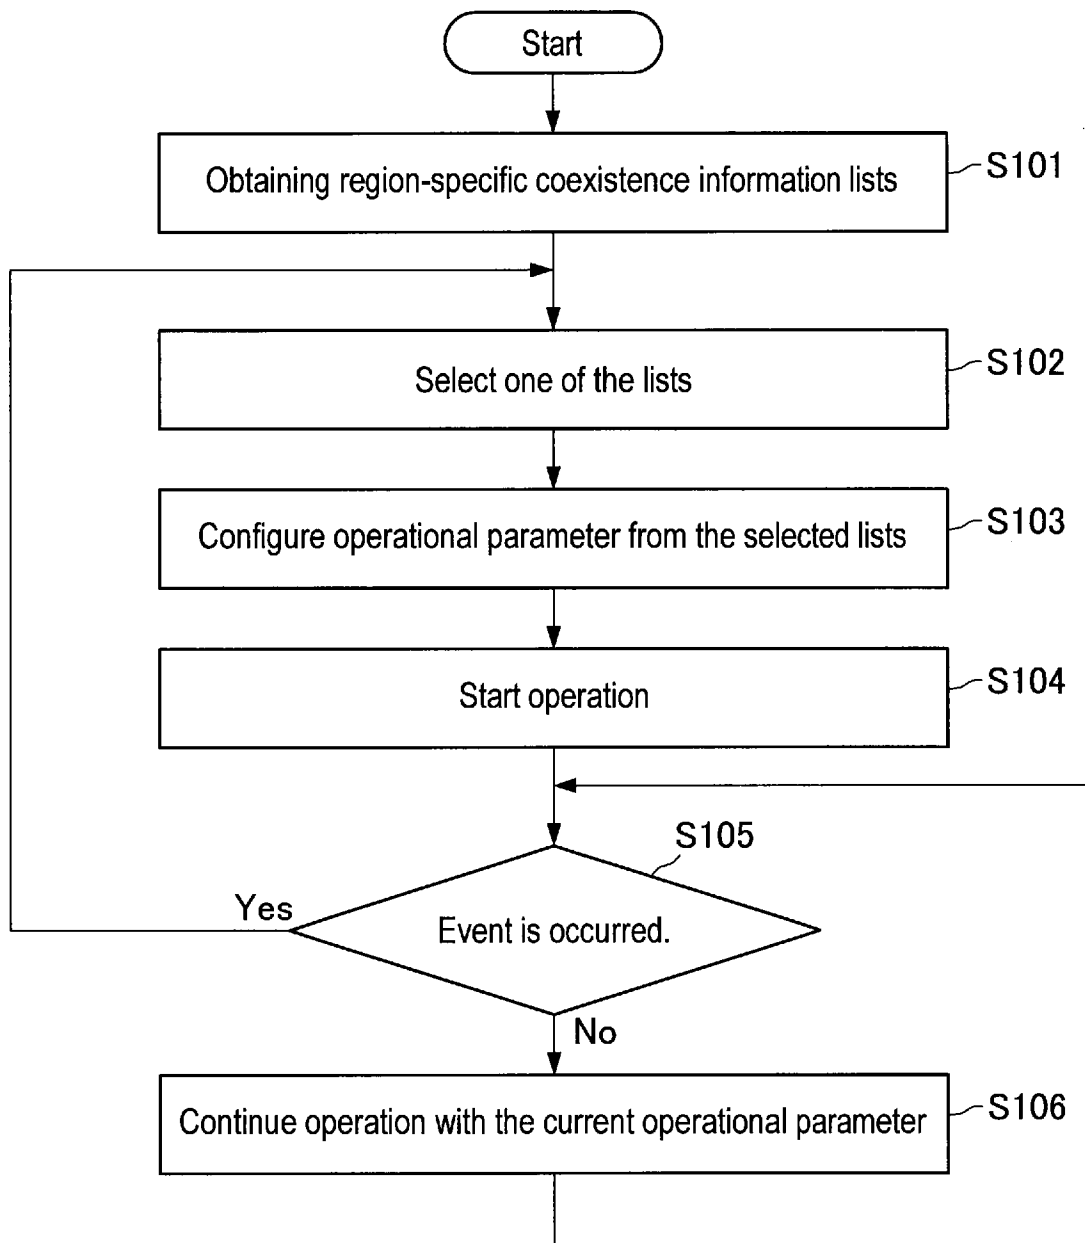 Start
Obtaining region-specific coexistence information lists
S101
Select one of the lists
S102
Configure operational parameter from the selected lists
S103
Start operation
S104
S105
Yes
Event is occurred.
No
Continue operation with the current operational parameter
S106